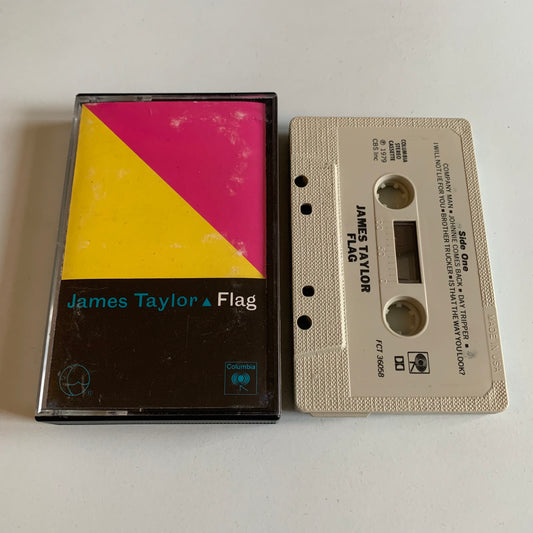 James Taylor ▲ Flag
Columbia
Side One
COMPANY MAN • JOHNNIE COMES BACK • DAY TRIPPER •
I WILL NOT LIE FOR YOU • BROTHER TRUCKER • IS THAT THE WAY YOU LOOK?
COLUMBIA
STEREO
CASSETTE
℗ 1979
CBS Inc.
JAMES TAYLOR
FLAG
FCT 36058